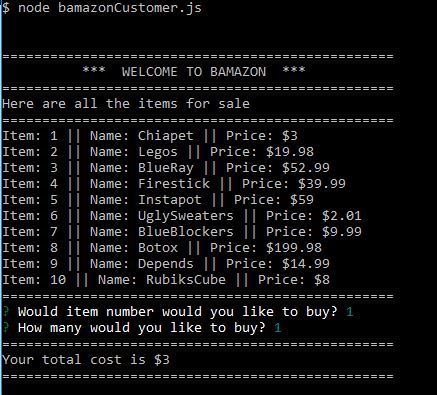 $ node bamazonCustomer.js
=================================================
*** WELCOME TO BAMAZON ***
=================================================
Here are all the items for sale
=================================================
Item: 1 || Name: Chiapet || Price: $3
Item: 2 || Name: Legos || Price: $19.98
Item: 3 || Name: BlueRay || Price: $52.99
Item: 4 || Name: Firestick || Price: $39.99
Item: 5 || Name: Instapot || Price: $59
Item: 6 || Name: UglySweaters || Price: $2.01
Item: 7 || Name: BlueBlockers || Price: $9.99
Item: 8 || Name: Botox || Price: $199.98
Item: 9 || Name: Depends || Price: $14.99
Item: 10 || Name: RubiksCube || Price: $8
=================================================
? Would item number would you like to buy? 1
? How many would you like to buy? 1
=================================================
Your total cost is $3
=================================================